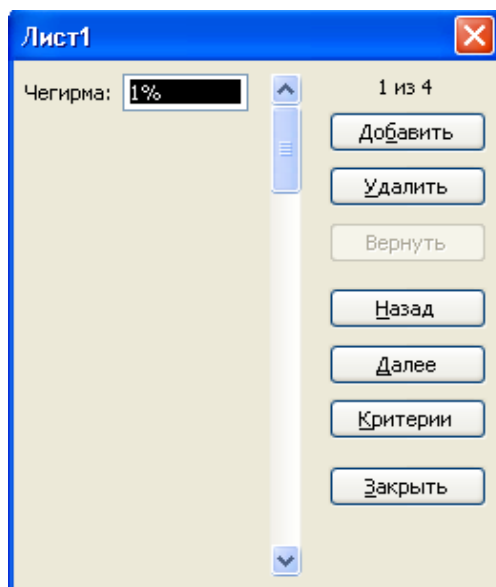 Лист1
Чегирма: 1%
1 из 4
Добавить
Удалить
Вернуть
Назад
Далее
Критерии
Закрыть